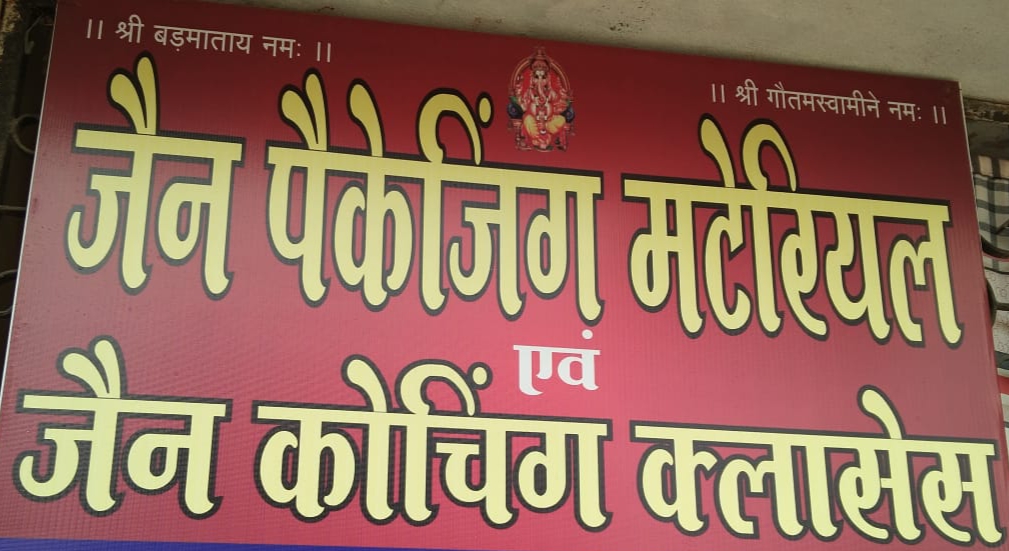 ।। श्री बड़माताय नमः ।।
।। श्री गौतमस्वामीने नमः ।।
जैन पैकेजिंग मटेरियल
एवं
जैन कोचिंग क्लासेस